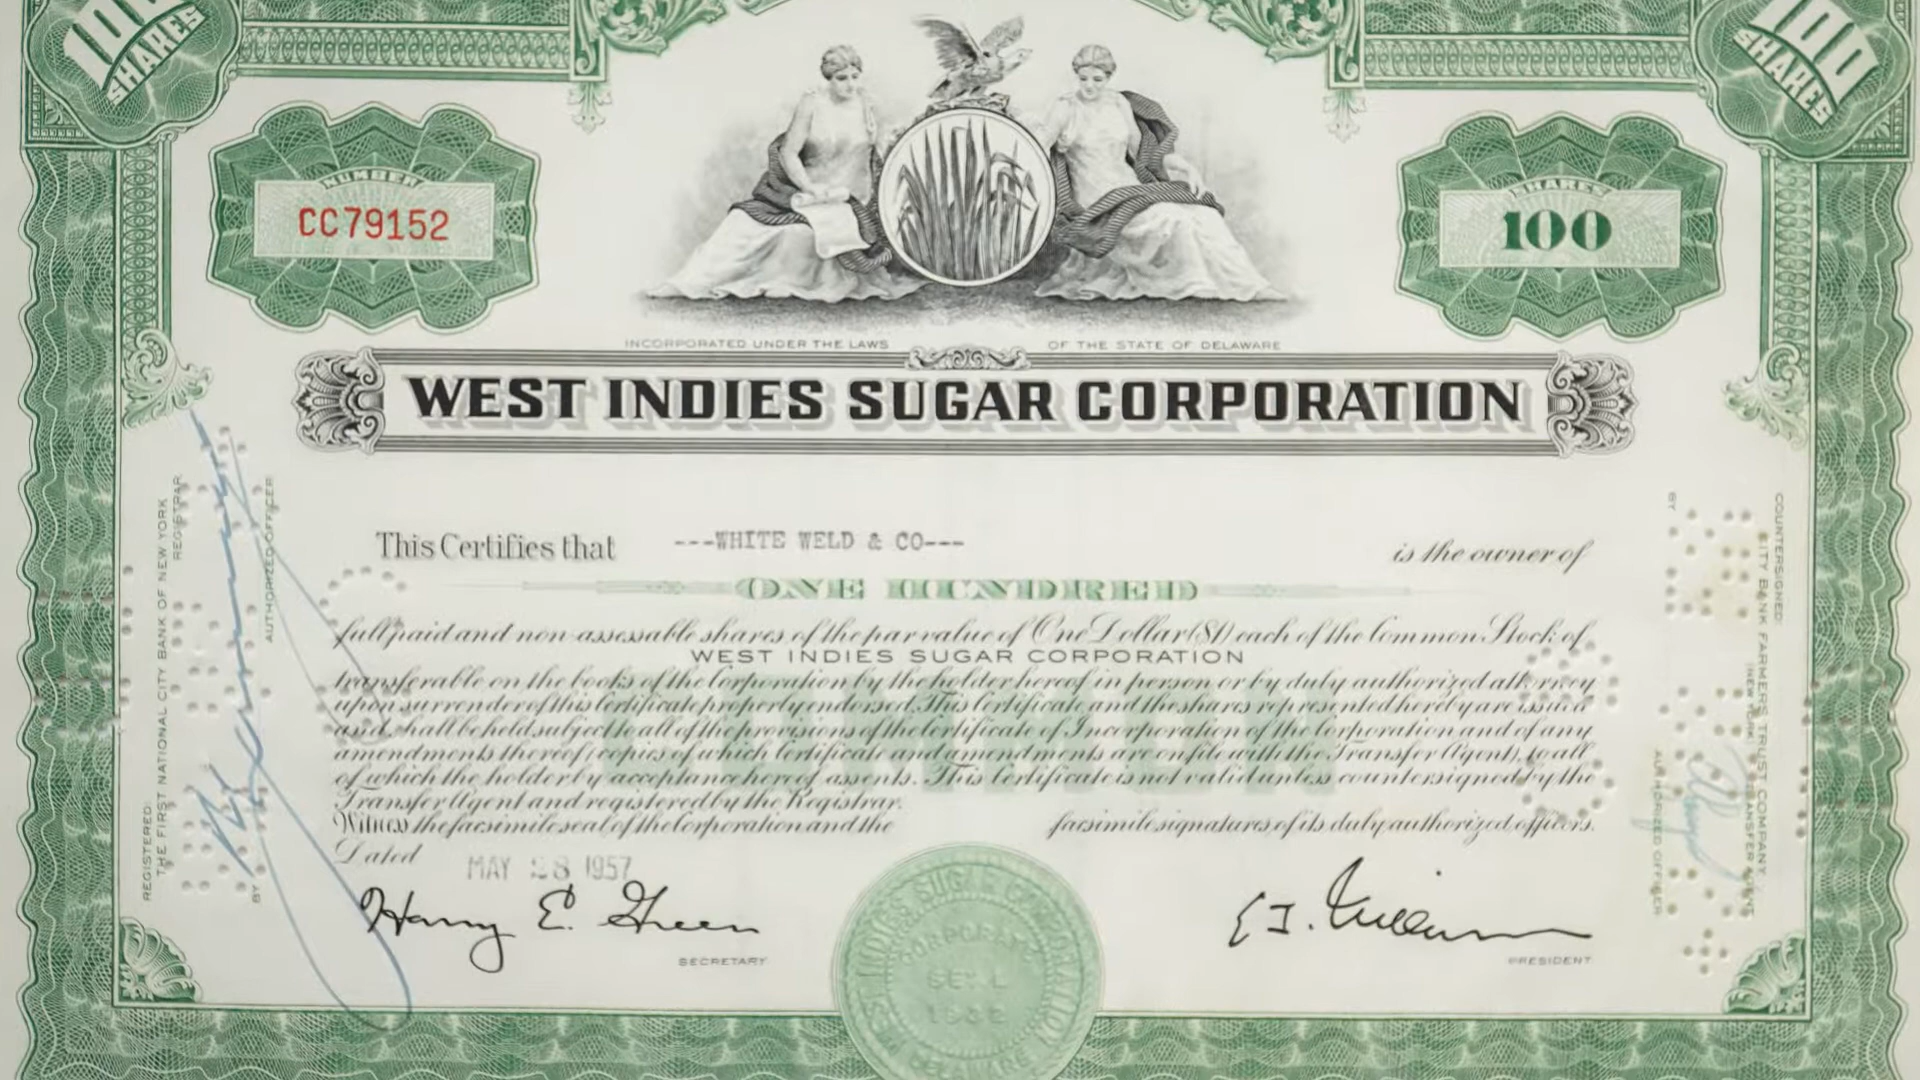 100 SHARES
100 SHARES
NUMBER
CC79152
SHARES
100
INCORPORATED UNDER THE LAWS OF THE STATE OF DELAWARE
WEST INDIES SUGAR CORPORATION
This Certifies that ---WHITE WELD & CO--- is the owner of
ONE HUNDRED
full paid and non-assessable shares of the par value of One Dollar ($1) each of the Common Stock of
WEST INDIES SUGAR CORPORATION
transferable on the books of the Corporation by the holder hereof in person or by duly authorized attorney
upon surrender of this Certificate properly endorsed. This Certificate and the shares represented hereby are issued
and shall be held subject to all of the provisions of the Certificate of Incorporation of the Corporation and of any
amendments thereof (copies of which Certificate and amendments are on file with the Transfer Agent), to all
of which the holder by acceptance hereof assents. This Certificate is not valid unless countersigned by the
Transfer Agent and registered by the Registrar.
Witness the facsimile seal of the Corporation and the facsimile signatures of its duly authorized officers.
Dated MAY 28 1957
Harry E. Green
SECRETARY
PRESIDENT
COMMON
WEST INDIES SUGAR CORPORATION
CORPORATE
SEAL
DELAWARE
REGISTERED:
THE FIRST NATIONAL CITY BANK OF NEW YORK
REGISTRAR
BY
AUTHORIZED OFFICER
COUNTERSIGNED:
CITY BANK FARMERS TRUST COMPANY
(NEW YORK) TRANSFER AGENT
BY
AUTHORIZED OFFICER